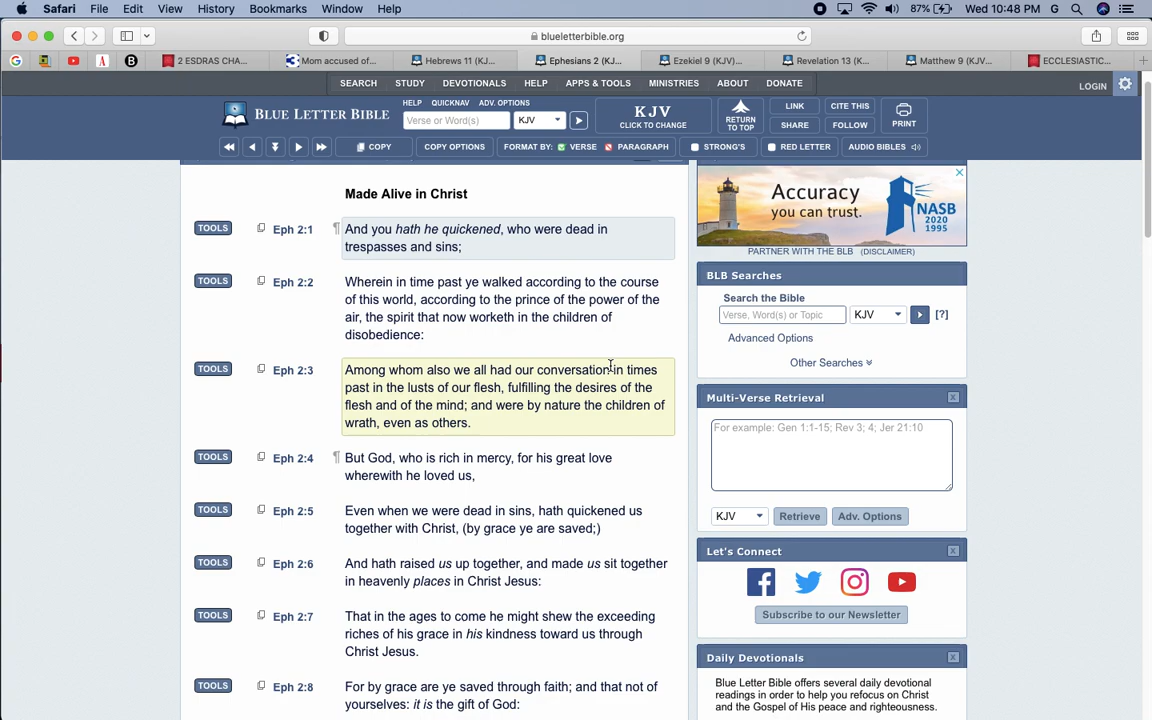 Safari File Edit View History Bookmarks Window Help 87% Wed 10:48 PM G
blueletterbible.org
2 ESDRAS CHA... Mom accused of... Hebrews 11 (KJ... Ephesians 2 (KJ... Ezekiel 9 (KJV)... Revelation 13 (K... Matthew 9 (KJV... ECCLESIASTIC...
SEARCH STUDY DEVOTIONALS HELP APPS & TOOLS MINISTRIES ABOUT DONATE LOGIN
BLUE LETTER BIBLE
HELP QUICKNAV ADV. OPTIONS
Verse or Word(s) KJV
KJV
CLICK TO CHANGE
RETURN
TO TOP
LINK CITE THIS
SHARE FOLLOW
PRINT
COPY COPY OPTIONS FORMAT BY: VERSE PARAGRAPH STRONG'S RED LETTER AUDIO BIBLES
Made Alive in Christ
TOOLS Eph 2:1 ¶ And you hath he quickened, who were dead in
trespasses and sins;
TOOLS Eph 2:2 Wherein in time past ye walked according to the course
of this world, according to the prince of the power of the
air, the spirit that now worketh in the children of
disobedience:
TOOLS Eph 2:3 Among whom also we all had our conversation in times
past in the lusts of our flesh, fulfilling the desires of the
flesh and of the mind; and were by nature the children of
wrath, even as others.
TOOLS Eph 2:4 ¶ But God, who is rich in mercy, for his great love
wherewith he loved us,
TOOLS Eph 2:5 Even when we were dead in sins, hath quickened us
together with Christ, (by grace ye are saved;)
TOOLS Eph 2:6 And hath raised us up together, and made us sit together
in heavenly places in Christ Jesus:
TOOLS Eph 2:7 That in the ages to come he might shew the exceeding
riches of his grace in his kindness toward us through
Christ Jesus.
TOOLS Eph 2:8 For by grace are ye saved through faith; and that not of
yourselves: it is the gift of God:
Accuracy
you can trust.
NASB
2020
1995
PARTNER WITH THE BLB (DISCLAIMER)
BLB Searches
Search the Bible
Verse, Word(s) or Topic KJV [?]
Advanced Options
Other Searches
Multi-Verse Retrieval
For example: Gen 1:1-15; Rev 3; 4; Jer 21:10
KJV Retrieve Adv. Options
Let's Connect
Subscribe to our Newsletter
Daily Devotionals
Blue Letter Bible offers several daily devotional
readings in order to help you refocus on Christ
and the Gospel of His peace and righteousness.